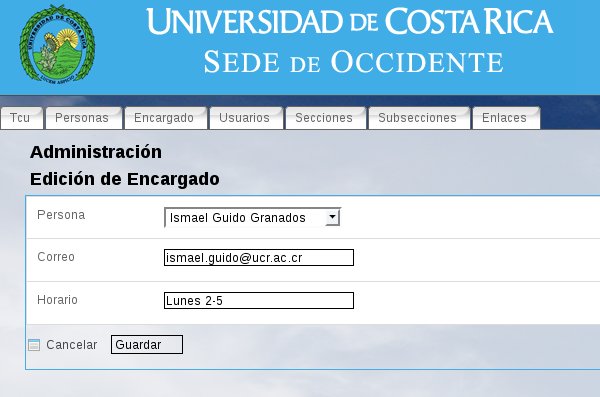 UNIVERSIDAD DE COSTA RICA
SEDE DE OCCIDENTE
Tcu Personas Encargado Usuarios Secciones Subsecciones Enlaces
Administración
Edición de Encargado
Persona Ismael Guido Granados
Correo ismael.guido@ucr.ac.cr
Horario Lunes 2-5
Cancelar Guardar